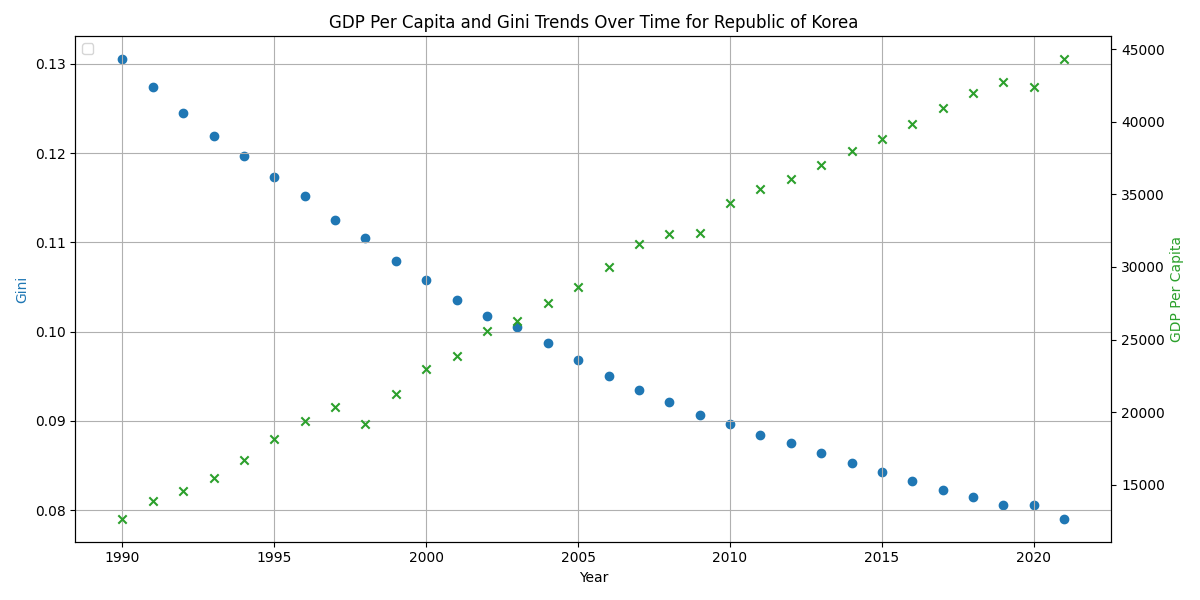 GDP Per Capita and Gini Trends Over Time for Republic of Korea
0.13
0.12
0.11
0.10
0.09
0.08
Gini
45000
40000
35000
30000
25000
20000
15000
GDP Per Capita
1990 1995 2000 2005 2010 2015 2020
Year